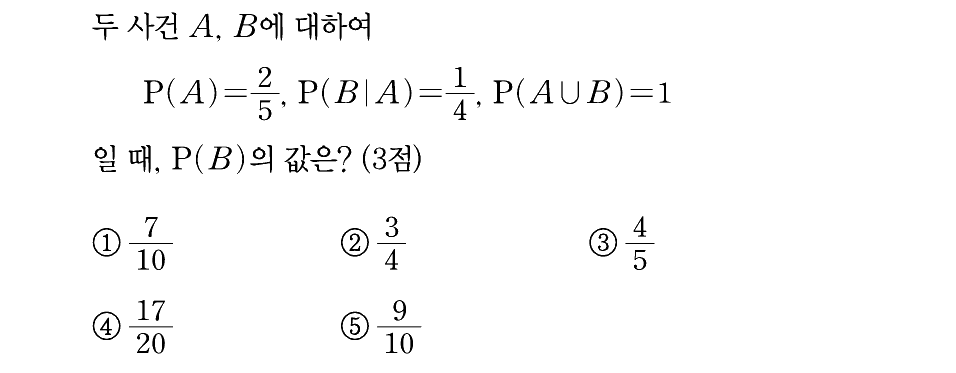 두 사건 A, B에 대하여
P(A)=2/5, P(B|A)=1/4, P(A∪B)=1
일 때, P(B)의 값은? (3점)
① 7/10 ② 3/4 ③ 4/5
④ 17/20 ⑤ 9/10